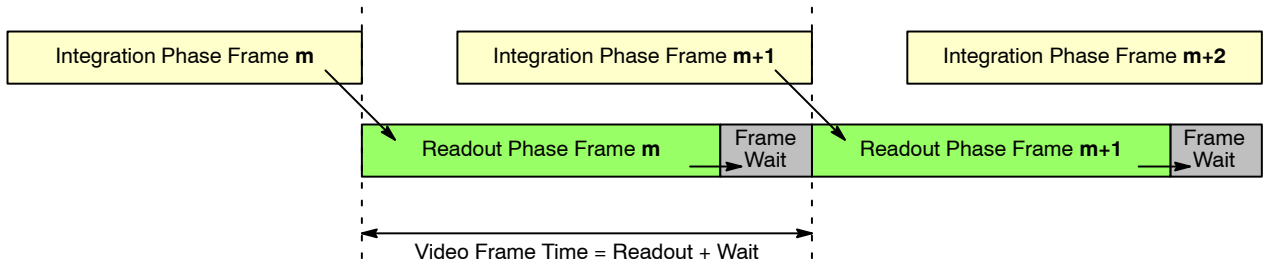 Integration Phase Frame m
Integration Phase Frame m+1
Integration Phase Frame m+2
Readout Phase Frame m
Frame
Wait
Readout Phase Frame m+1
Frame
Wait
Video Frame Time = Readout + Wait